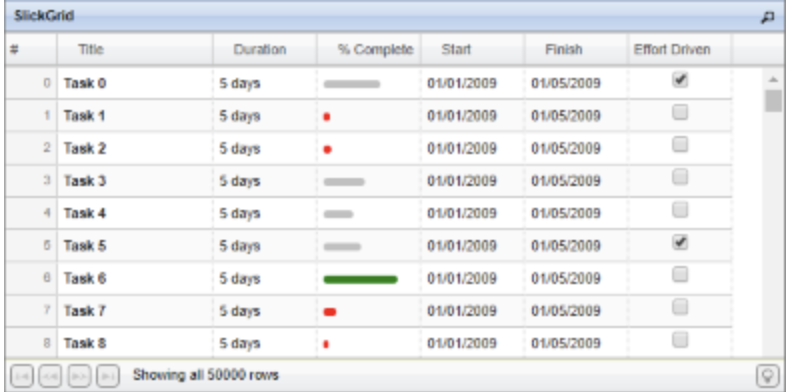 SlickGrid
# Title Duration % Complete Start Finish Effort Driven
0 Task 0 5 days 01/01/2009 01/05/2009
1 Task 1 5 days 01/01/2009 01/05/2009
2 Task 2 5 days 01/01/2009 01/05/2009
3 Task 3 5 days 01/01/2009 01/05/2009
4 Task 4 5 days 01/01/2009 01/05/2009
5 Task 5 5 days 01/01/2009 01/05/2009
6 Task 6 5 days 01/01/2009 01/05/2009
7 Task 7 5 days 01/01/2009 01/05/2009
8 Task 8 5 days 01/01/2009 01/05/2009
Showing all 50000 rows